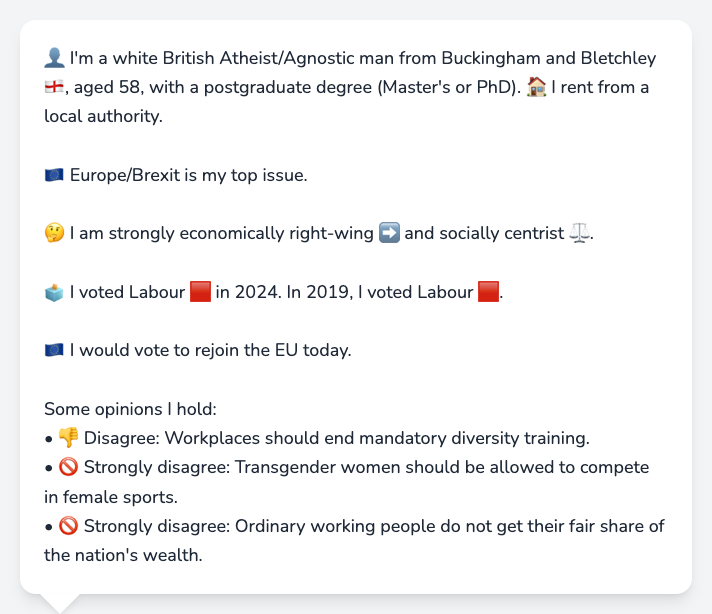 👤 I'm a white British Atheist/Agnostic man from Buckingham and Bletchley
🏴󠁧󠁢󠁥󠁮󠁧󠁿, aged 58, with a postgraduate degree (Master's or PhD). 🏠 I rent from a
local authority.
🇪🇺 Europe/Brexit is my top issue.
🤔 I am strongly economically right-wing ➡️ and socially centrist ⚖️.
🗳️ I voted Labour 🟥 in 2024. In 2019, I voted Labour 🟥.
🇪🇺 I would vote to rejoin the EU today.
Some opinions I hold:
• 👎 Disagree: Workplaces should end mandatory diversity training.
• 🚫 Strongly disagree: Transgender women should be allowed to compete
in female sports.
• 🚫 Strongly disagree: Ordinary working people do not get their fair share of
the nation's wealth.